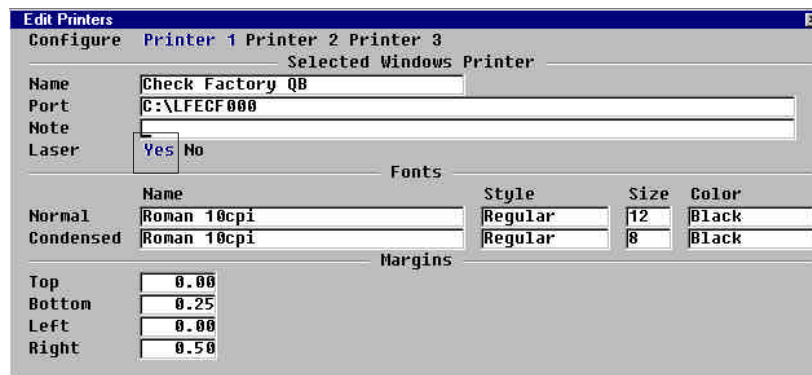 Edit Printers
Configure Printer 1 Printer 2 Printer 3
Selected Windows Printer
Name Check Factory QB
Port C:\LFECF000
Note
Laser Yes No
Fonts
Name Style Size Color
Normal Roman 10cpi Regular 12 Black
Condensed Roman 10cpi Regular 8 Black
Margins
Top 0.00
Bottom 0.25
Left 0.00
Right 0.50